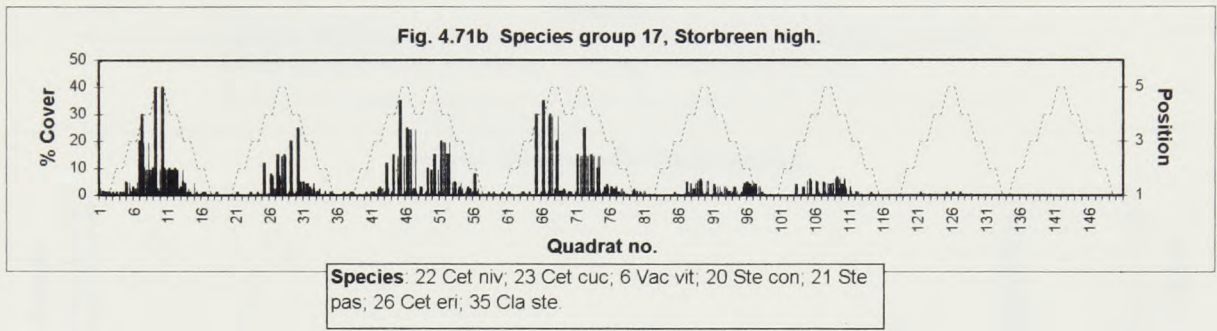 Fig. 4.71b Species group 17, Storbreen high.
% Cover
50
40
30
20
10
0
5
3
1
Position
1 6 11 16 21 26 31 36 41 46 51 56 61 66 71 76 81 86 91 96 101 106 111 116 121 126 131 136 141 146
Quadrat no.
Species: 22 Cet niv; 23 Cet cuc; 6 Vac vit; 20 Ste con; 21 Ste
pas; 26 Cet eri; 35 Cla ste.